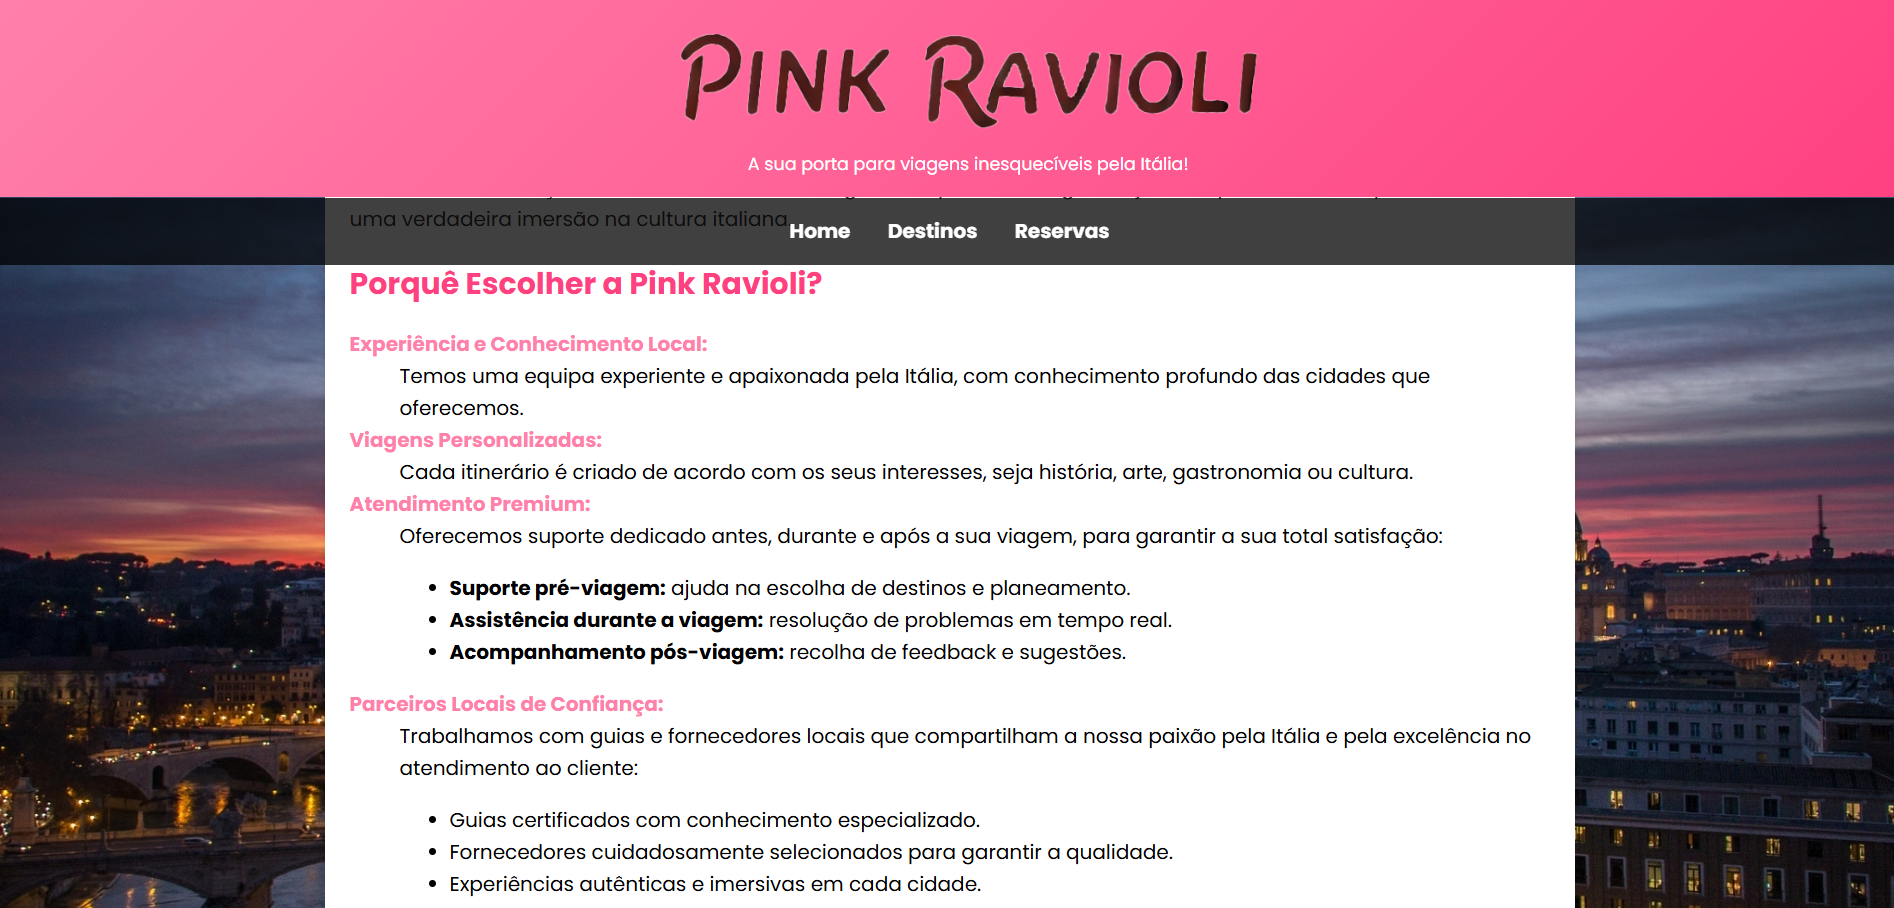 PINK RAVIOLI
A sua porta para viagens inesquecíveis pela Itália!
uma verdadeira imersão na cultura italiana.
Home Destinos Reservas
Porquê Escolher a Pink Ravioli?
Experiência e Conhecimento Local:
Temos uma equipa experiente e apaixonada pela Itália, com conhecimento profundo das cidades que
oferecemos.
Viagens Personalizadas:
Cada itinerário é criado de acordo com os seus interesses, seja história, arte, gastronomia ou cultura.
Atendimento Premium:
Oferecemos suporte dedicado antes, durante e após a sua viagem, para garantir a sua total satisfação:
• Suporte pré-viagem: ajuda na escolha de destinos e planeamento.
• Assistência durante a viagem: resolução de problemas em tempo real.
• Acompanhamento pós-viagem: recolha de feedback e sugestões.
Parceiros Locais de Confiança:
Trabalhamos com guias e fornecedores locais que compartilham a nossa paixão pela Itália e pela excelência no
atendimento ao cliente:
• Guias certificados com conhecimento especializado.
• Fornecedores cuidadosamente selecionados para garantir a qualidade.
• Experiências autênticas e imersivas em cada cidade.